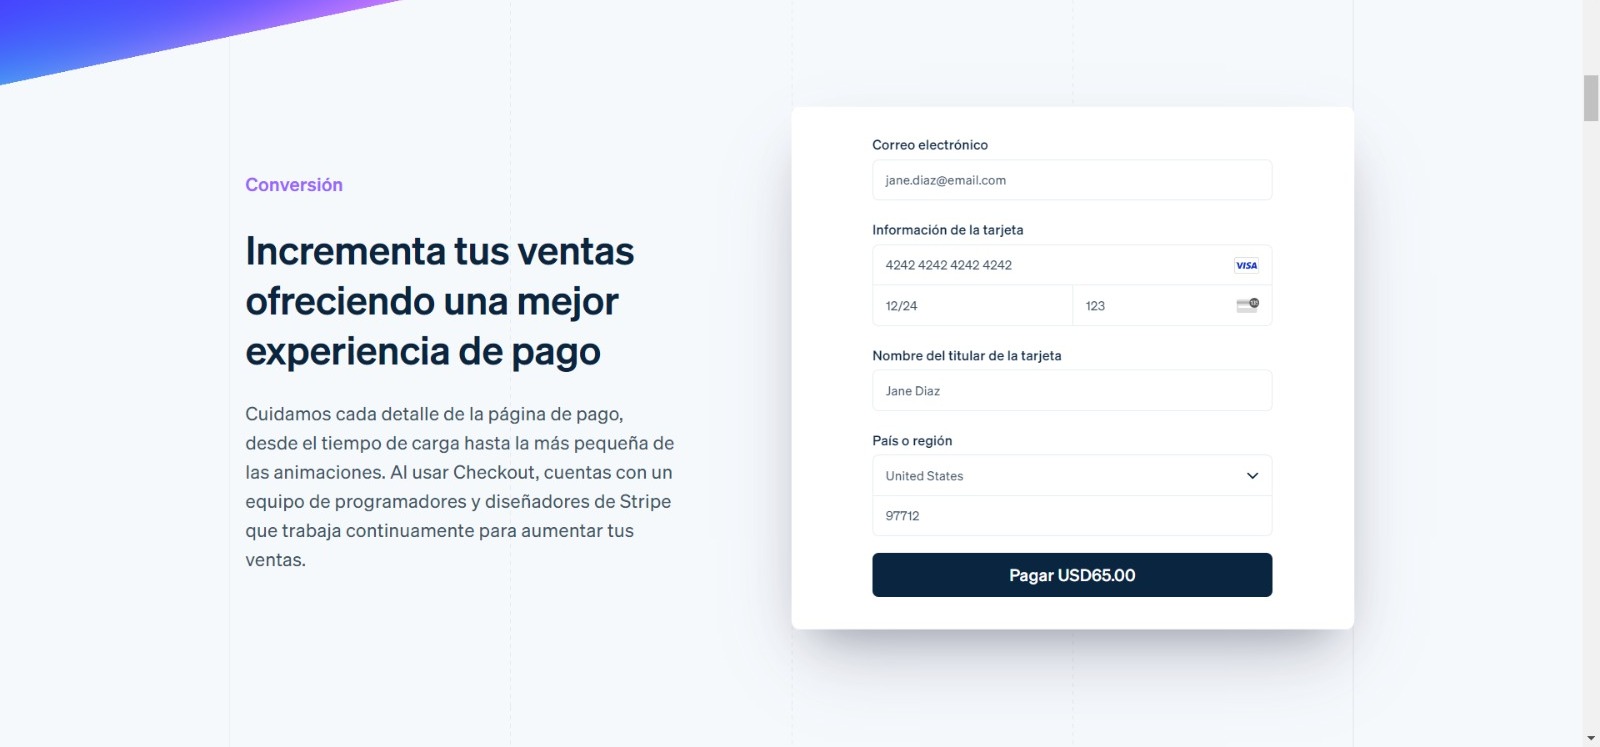 Conversión
Incrementa tus ventas
ofreciendo una mejor
experiencia de pago
Cuidamos cada detalle de la página de pago,
desde el tiempo de carga hasta la más pequeña de
las animaciones. Al usar Checkout, cuentas con un
equipo de programadores y diseñadores de Stripe
que trabaja continuamente para aumentar tus
ventas.
Correo electrónico
jane.diaz@email.com
Información de la tarjeta
4242 4242 4242 4242 VISA
12/24 123
Nombre del titular de la tarjeta
Jane Diaz
País o región
United States
97712
Pagar USD65.00